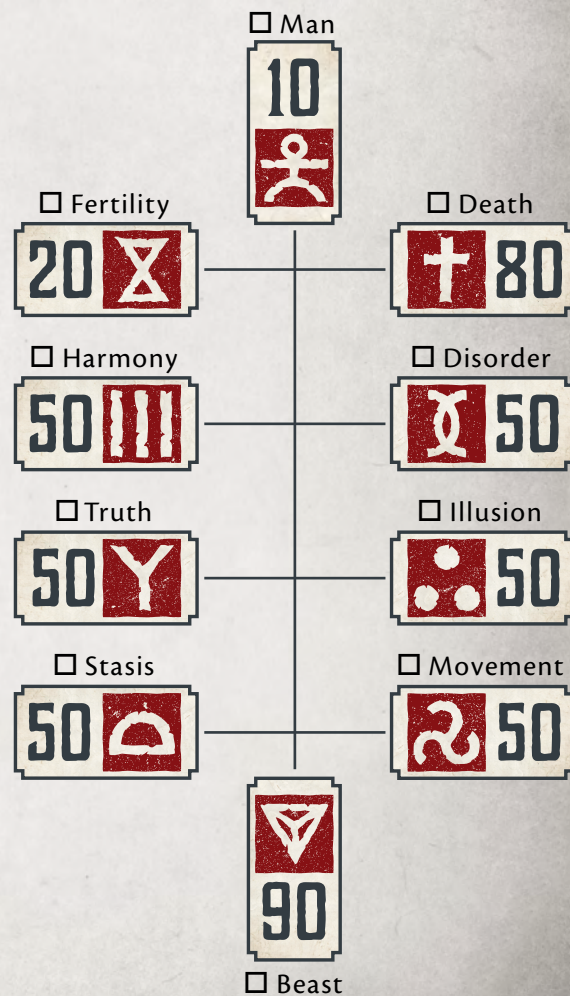 ☐ Man
10
☐ Fertility
☐ Death
20
80
☐ Harmony
☐ Disorder
50
50
☐ Truth
☐ Illusion
50
50
☐ Stasis
☐ Movement
50
50
90
☐ Beast